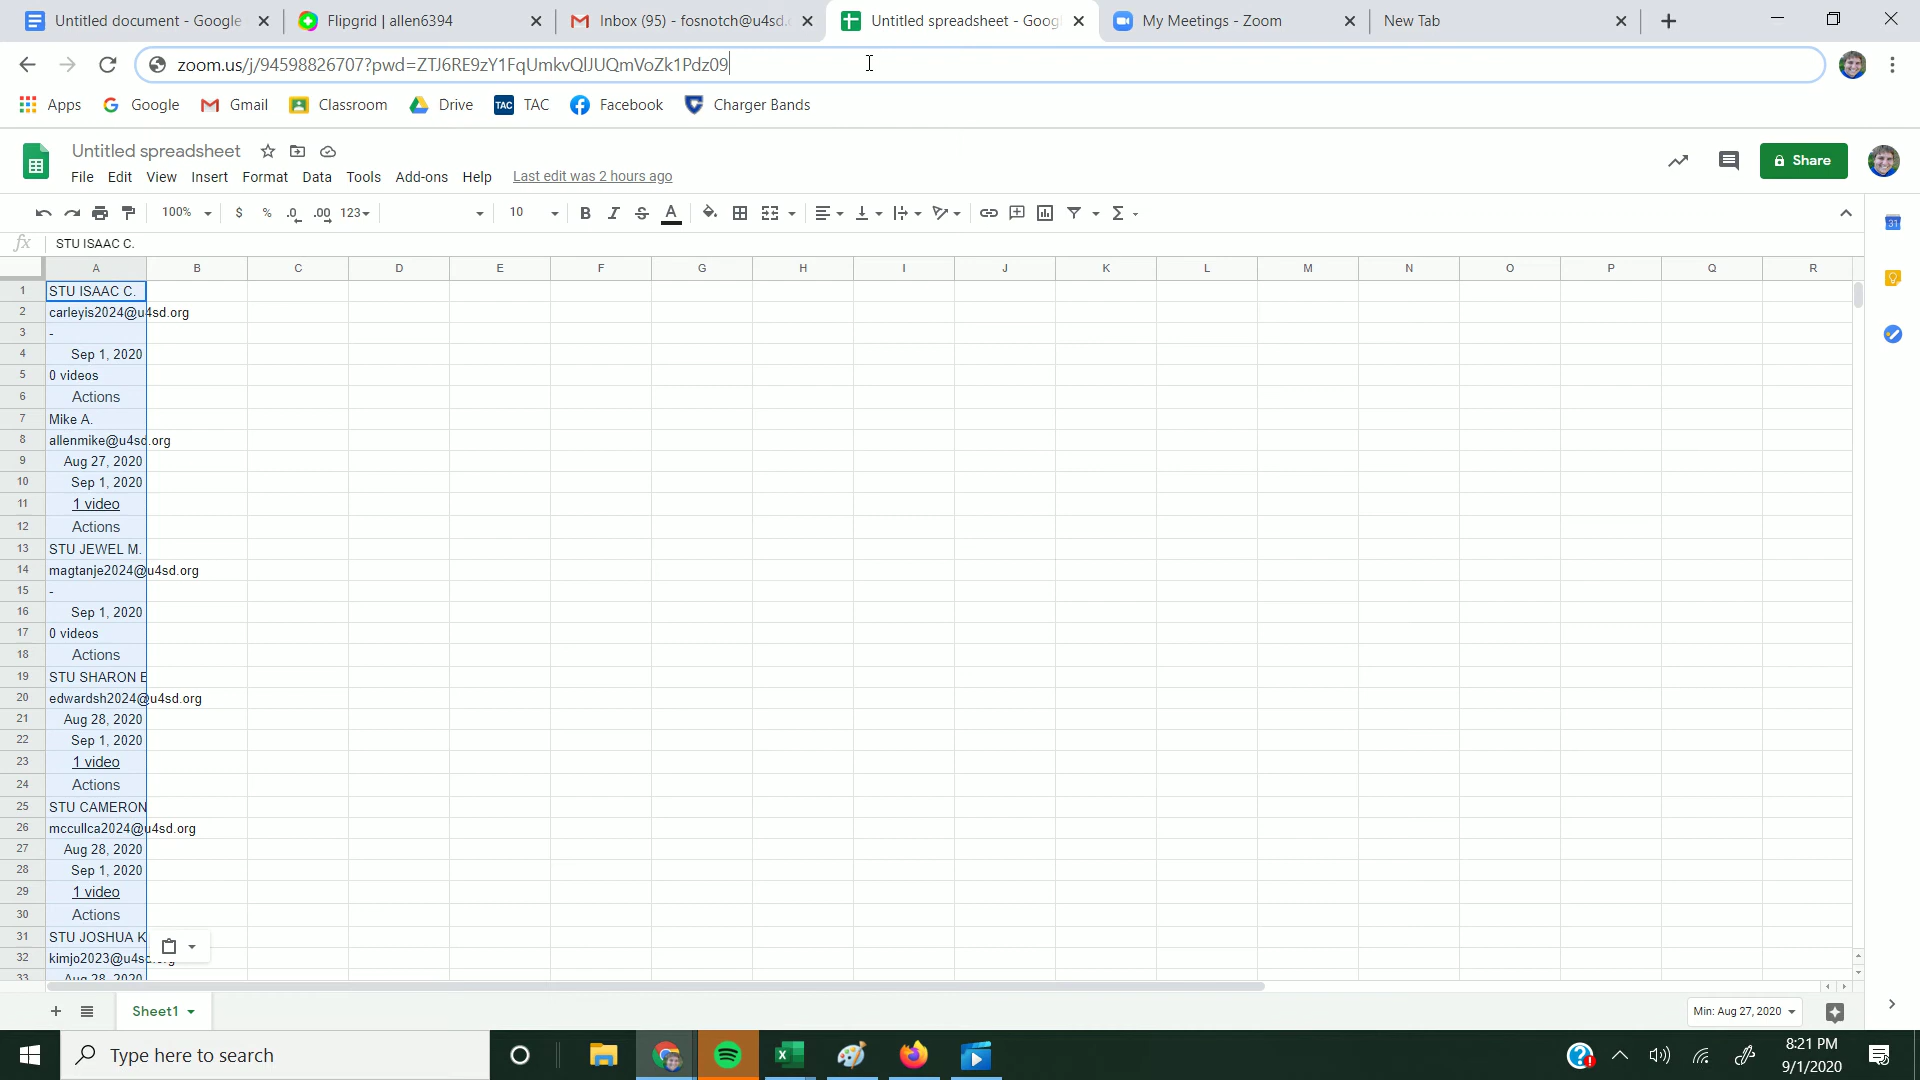 Untitled document - Google
Flipgrid | allen6394
Inbox (95) - fosnotch@u4sd.
Untitled spreadsheet - Goog
My Meetings - Zoom
New Tab
zoom.us/j/94598826707?pwd=ZTJ6RE9zY1FqUmkvQlJUQmVoZk1Pdz09
Apps
Google
Gmail
Classroom
Drive
TAC TAC
Facebook
Charger Bands
Untitled spreadsheet
Share
File Edit View Insert Format Data Tools Add-ons Help Last edit was 2 hours ago
100% $ % .0 .00 123 10 B I S A Σ
31
fx STU ISAAC C.
A B C D E F G H I J K L M N O P Q R
1 STU ISAAC C.
2 carleyis2024@u4sd.org
3 -
4 Sep 1, 2020
5 0 videos
6 Actions
7 Mike A.
8 allenmike@u4sd.org
9 Aug 27, 2020
10 Sep 1, 2020
11 1 video
12 Actions
13 STU JEWEL M.
14 magtanje2024@u4sd.org
15 -
16 Sep 1, 2020
17 0 videos
18 Actions
19 STU SHARON E
20 edwardsh2024@u4sd.org
21 Aug 28, 2020
22 Sep 1, 2020
23 1 video
24 Actions
25 STU CAMERON
26 mccullca2024@u4sd.org
27 Aug 28, 2020
28 Sep 1, 2020
29 1 video
30 Actions
31 STU JOSHUA K
32 kimjo2023@u4sd.org
33 Aug 28, 2020
Sheet1
Min: Aug 27, 2020
Type here to search
8:21 PM
9/1/2020